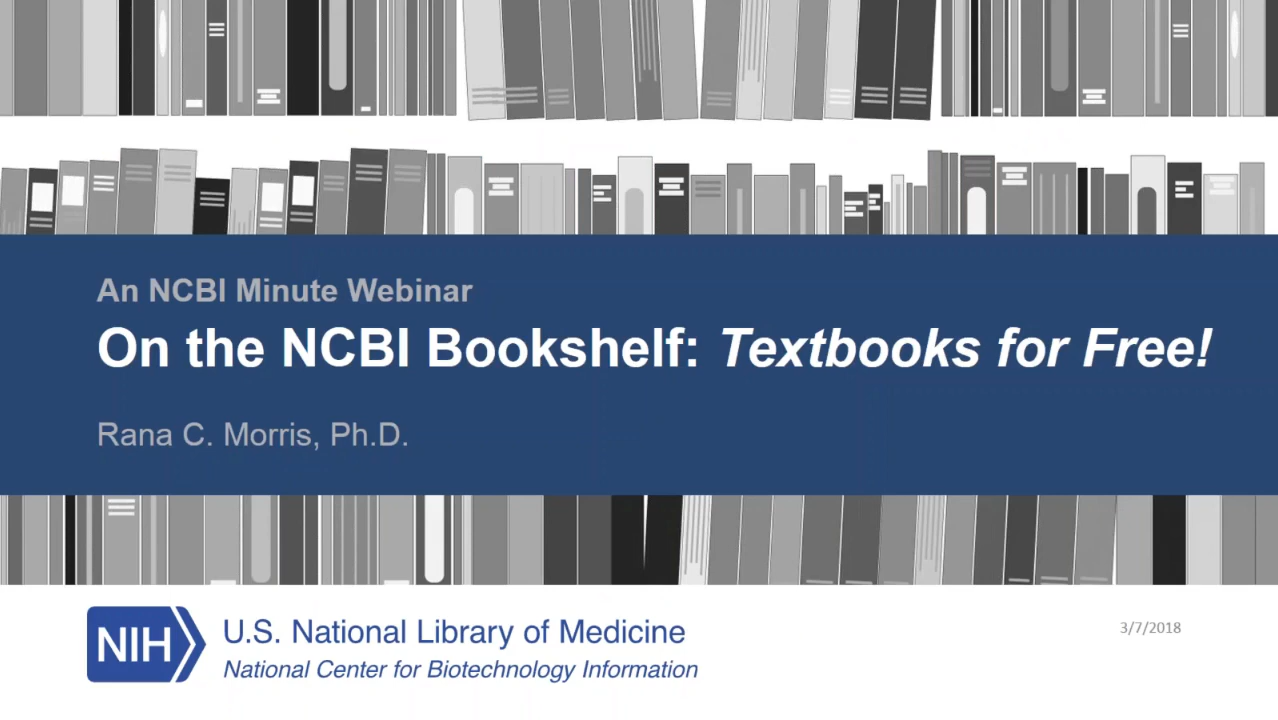 An NCBI Minute Webinar
On the NCBI Bookshelf: Textbooks for Free!
Rana C. Morris, Ph.D.
NIH
U.S. National Library of Medicine
National Center for Biotechnology Information
3/7/2018